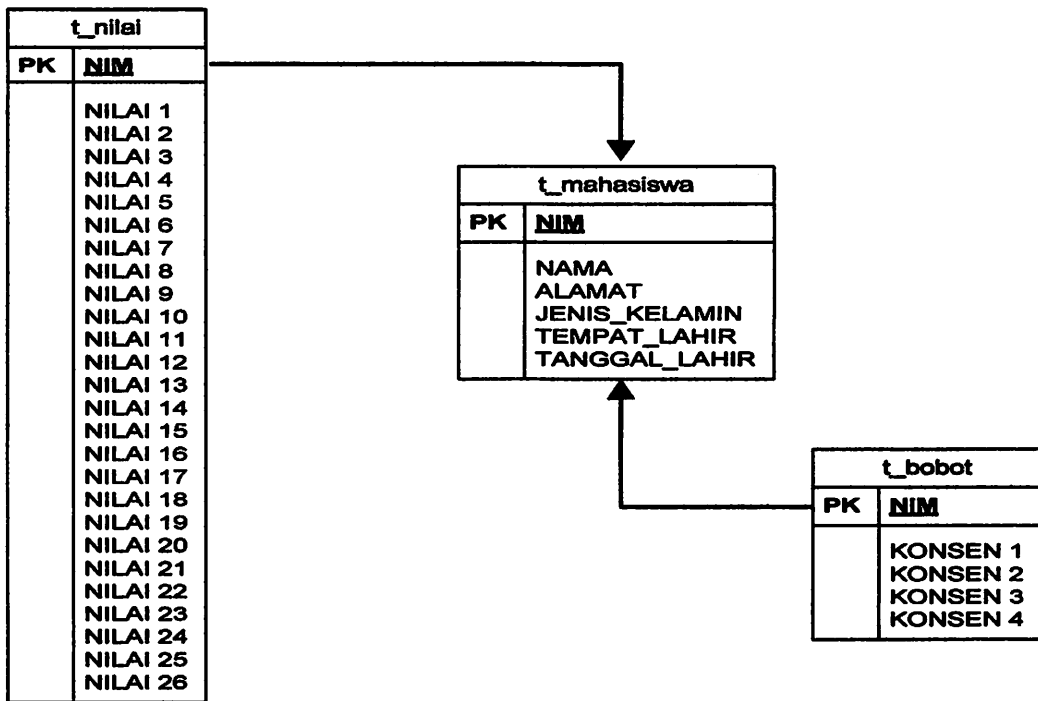 t_nilai
PK NIM
NILAI 1
NILAI 2
NILAI 3
NILAI 4
NILAI 5
NILAI 6
NILAI 7
NILAI 8
NILAI 9
NILAI 10
NILAI 11
NILAI 12
NILAI 13
NILAI 14
NILAI 15
NILAI 16
NILAI 17
NILAI 18
NILAI 19
NILAI 20
NILAI 21
NILAI 22
NILAI 23
NILAI 24
NILAI 25
NILAI 26
t_mahasiswa
PK NIM
NAMA
ALAMAT
JENIS_KELAMIN
TEMPAT_LAHIR
TANGGAL_LAHIR
t_bobot
PK NIM
KONSEN 1
KONSEN 2
KONSEN 3
KONSEN 4